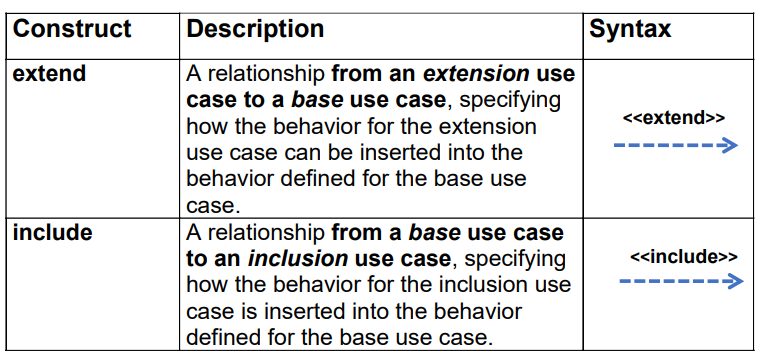 Construct Description Syntax
extend A relationship from an extension use
case to a base use case, specifying
how the behavior for the extension
<<extend>>
use case can be inserted into the
behavior defined for the base use
case.
include A relationship from a base use case
to an inclusion use case, specifying
<<include>>
how the behavior for the inclusion use
case is inserted into the behavior
defined for the base use case.